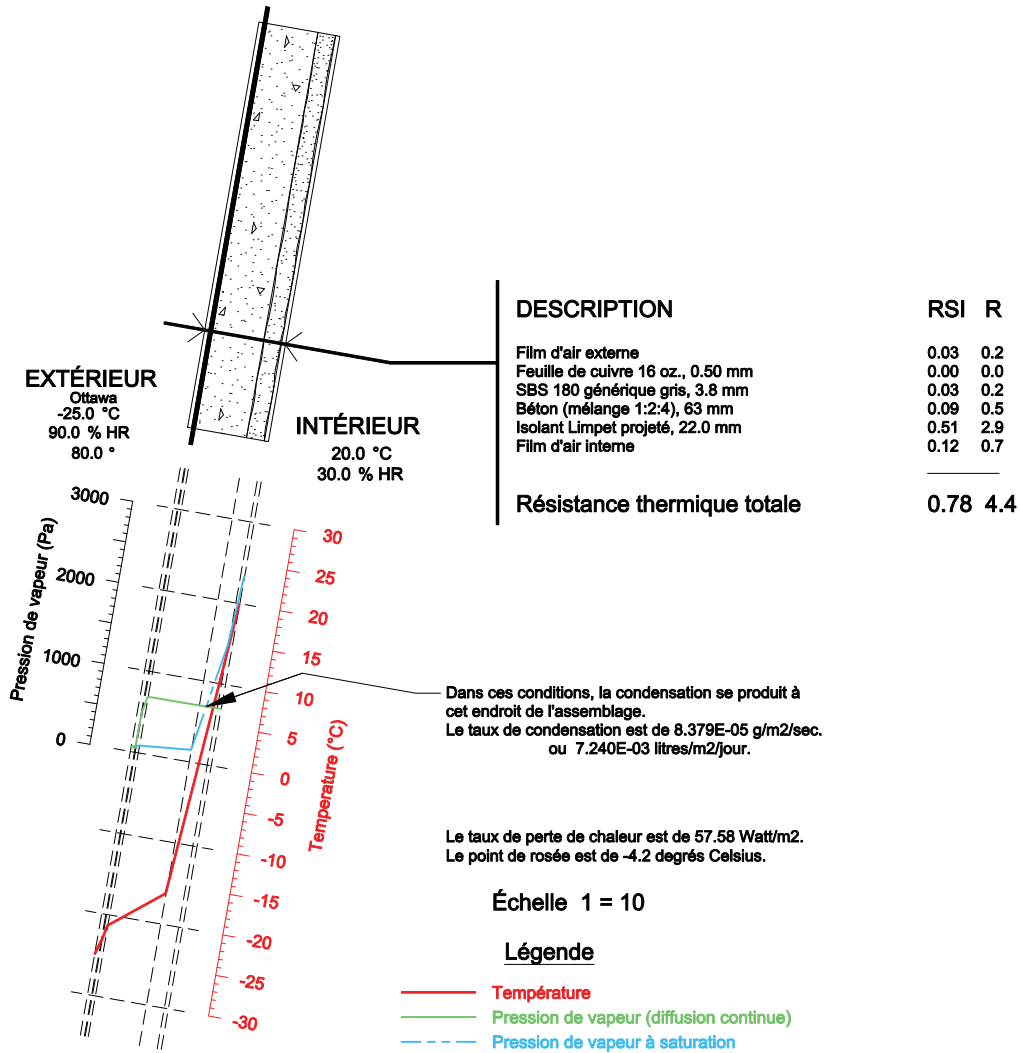 DESCRIPTION RSI R
Film d'air externe 0.03 0.2
Feuille de cuivre 16 oz., 0.50 mm 0.00 0.0
SBS 180 générique gris, 3.8 mm 0.03 0.2
Béton (mélange 1:2:4), 63 mm 0.09 0.5
Isolant Limpet projeté, 22.0 mm 0.51 2.9
Film d'air interne 0.12 0.7
Résistance thermique totale 0.78 4.4
EXTÉRIEUR
Ottawa
-25.0 °C
90.0 % HR
80.0 °
INTÉRIEUR
20.0 °C
30.0 % HR
Pression de vapeur (Pa)
3000
2000
1000
0
30
25
20
15
10
5
0
-5
-10
-15
-20
-25
-30
Temperature (°C)
Dans ces conditions, la condensation se produit à
cet endroit de l'assemblage.
Le taux de condensation est de 8.379E-05 g/m2/sec.
ou 7.240E-03 litres/m2/jour.
Le taux de perte de chaleur est de 57.58 Watt/m2.
Le point de rosée est de -4.2 degrés Celsius.
Échelle 1 = 10
Légende
Température
Pression de vapeur (diffusion continue)
Pression de vapeur à saturation